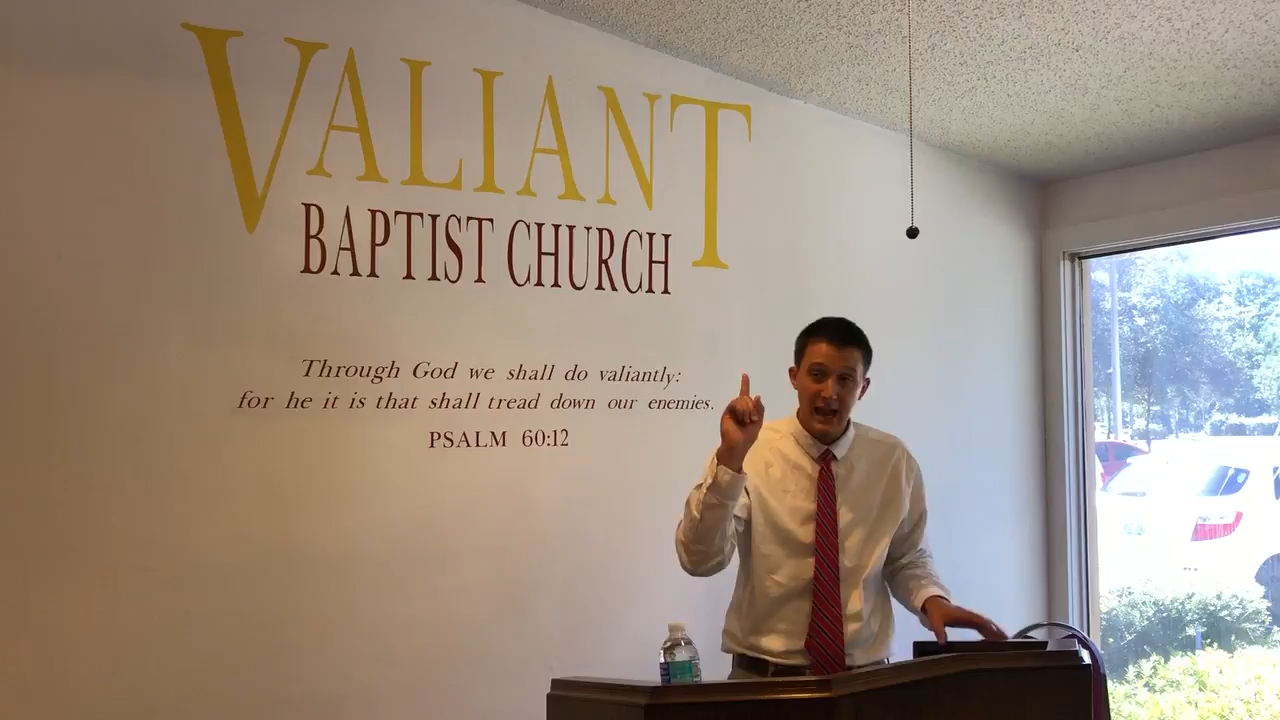 VALIANT
BAPTIST CHURCH
Through God we shall do valiantly:
for he it is that shall tread down our enemies.
PSALM 60:12